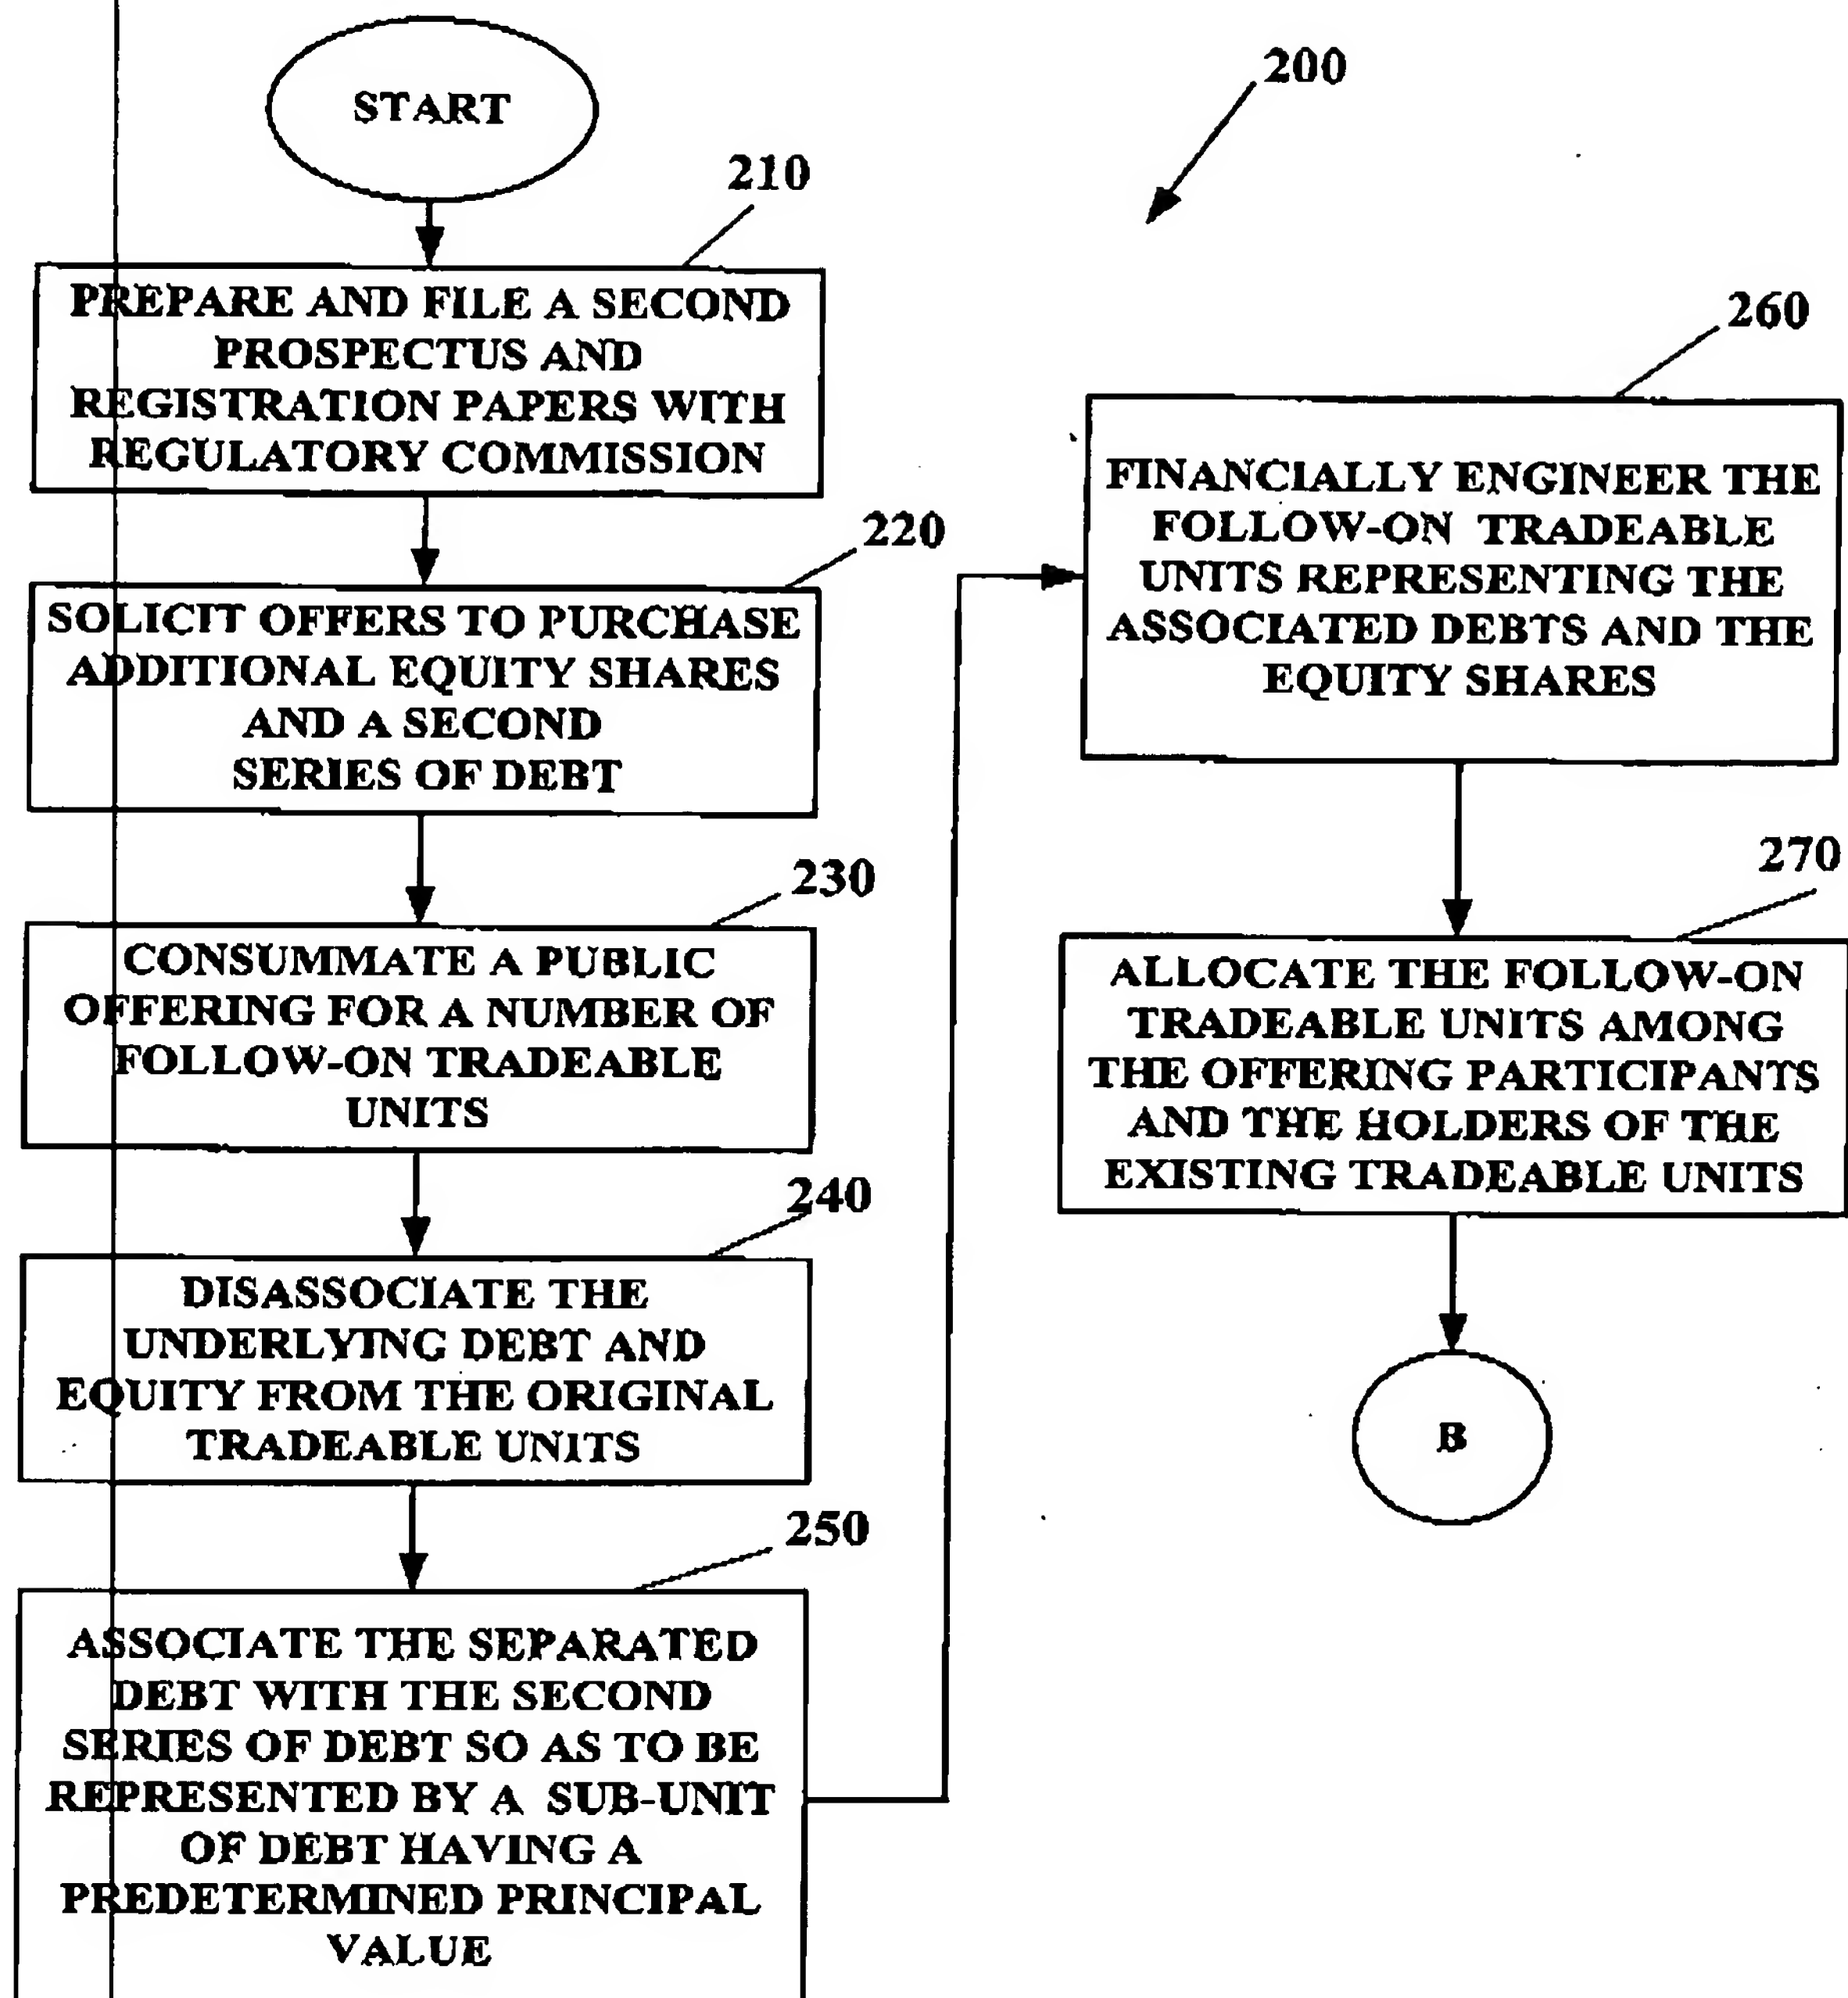 START
200
210
PREPARE AND FILE A SECOND
PROSPECTUS AND
REGISTRATION PAPERS WITH
REGULATORY COMMISSION
220
SOLICIT OFFERS TO PURCHASE
ADDITIONAL EQUITY SHARES
AND A SECOND
SERIES OF DEBT
230
CONSUMMATE A PUBLIC
OFFERING FOR A NUMBER OF
FOLLOW-ON TRADEABLE
UNITS
240
DISASSOCIATE THE
UNDERLYING DEBT AND
EQUITY FROM THE ORIGINAL
TRADEABLE UNITS
250
ASSOCIATE THE SEPARATED
DEBT WITH THE SECOND
SERIES OF DEBT SO AS TO BE
REPRESENTED BY A SUB-UNIT
OF DEBT HAVING A
PREDETERMINED PRINCIPAL
VALUE
260
FINANCIALLY ENGINEER THE
FOLLOW-ON TRADEABLE
UNITS REPRESENTING THE
ASSOCIATED DEBTS AND THE
EQUITY SHARES
270
ALLOCATE THE FOLLOW-ON
TRADEABLE UNITS AMONG
THE OFFERING PARTICIPANTS
AND THE HOLDERS OF THE
EXISTING TRADEABLE UNITS
B